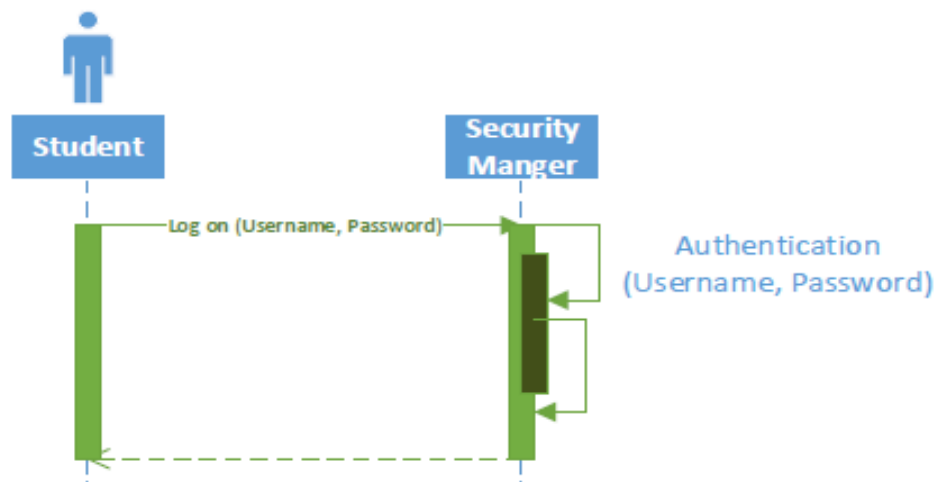 Student
Security
Manger
Log on (Username, Password)
Authentication
(Username, Password)